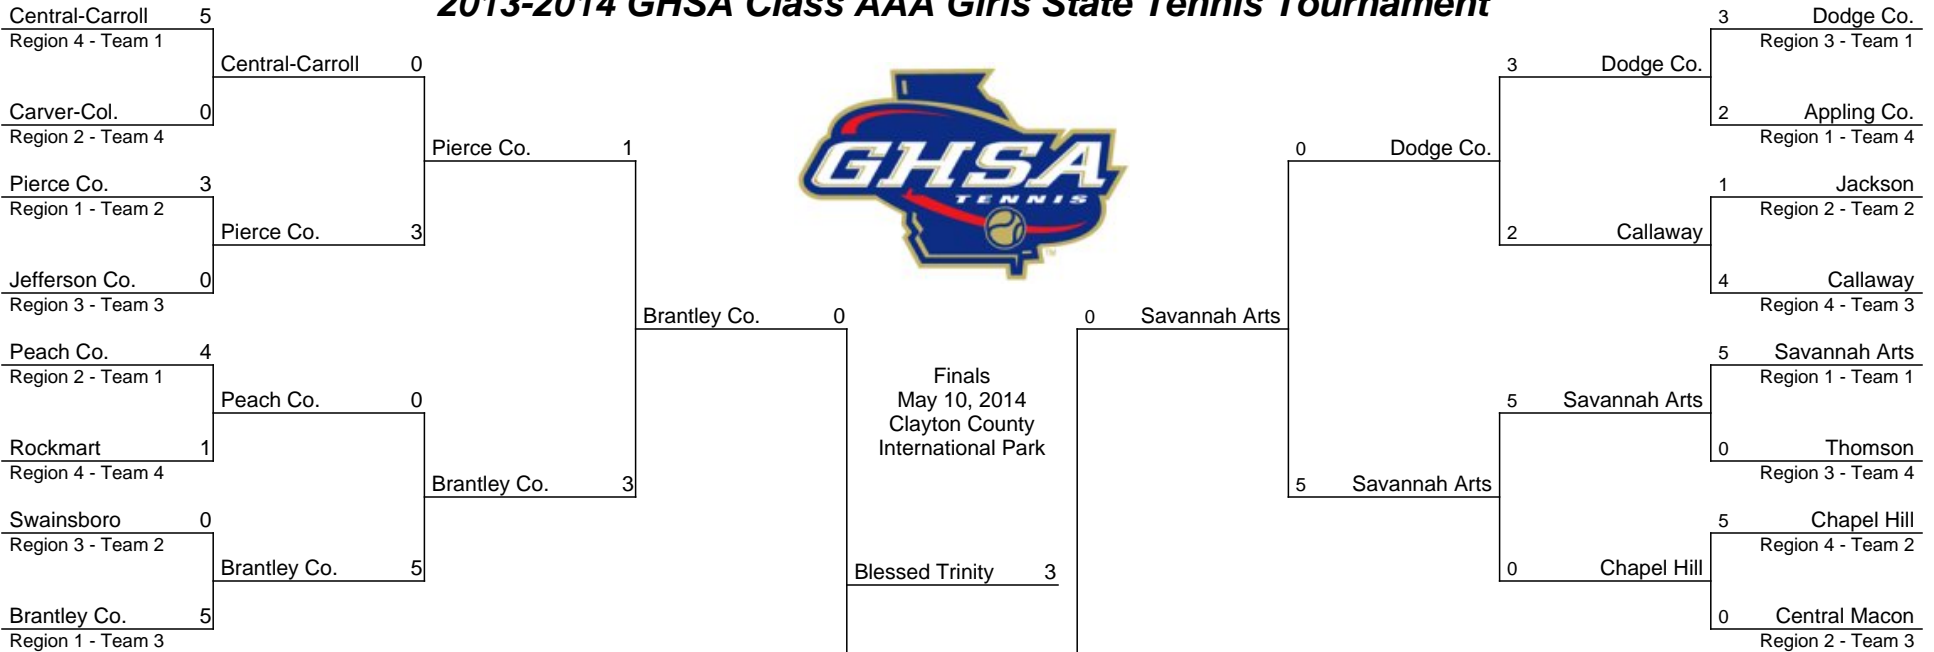 2013-2014 GHSA Class AAA Girls State Tennis Tournament
Central-Carroll 5
Region 4 - Team 1
Central-Carroll 0
Carver-Col. 0
Region 2 - Team 4
Pierce Co. 1
Pierce Co. 3
Region 1 - Team 2
Pierce Co. 3
Jefferson Co. 0
Region 3 - Team 3
Brantley Co. 0
Peach Co. 4
Region 2 - Team 1
Peach Co. 0
Rockmart 1
Region 4 - Team 4
Brantley Co. 3
Swainsboro 0
Region 3 - Team 2
Brantley Co. 5
Brantley Co. 5
Region 1 - Team 3
GHSA
TENNIS
TM
Finals
May 10, 2014
Clayton County
International Park
Blessed Trinity 3
3 Dodge Co.
Region 3 - Team 1
3 Dodge Co.
2 Appling Co.
Region 1 - Team 4
0 Dodge Co.
1 Jackson
Region 2 - Team 2
2 Callaway
4 Callaway
Region 4 - Team 3
0 Savannah Arts
5 Savannah Arts
Region 1 - Team 1
5 Savannah Arts
0 Thomson
Region 3 - Team 4
5 Savannah Arts
5 Chapel Hill
Region 4 - Team 2
0 Chapel Hill
0 Central Macon
Region 2 - Team 3